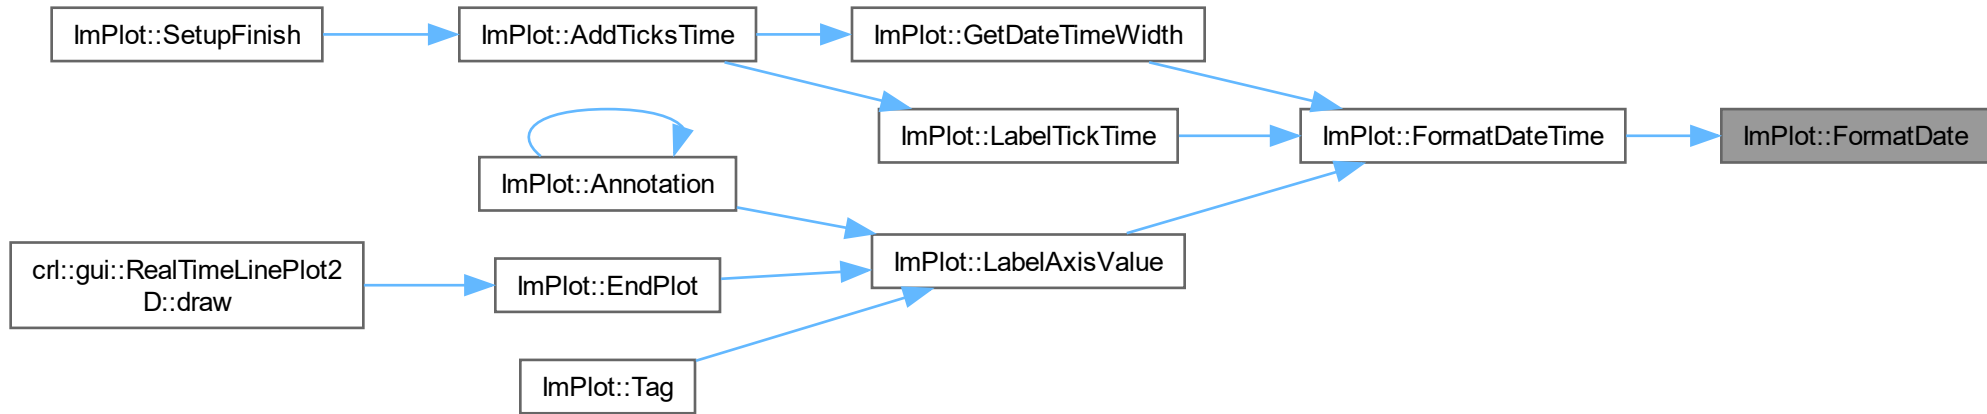 ImPlot::SetupFinish
ImPlot::AddTicksTime
ImPlot::GetDateTimeWidth
ImPlot::LabelTickTime
ImPlot::FormatDateTime
ImPlot::FormatDate
ImPlot::Annotation
crl::gui::RealTimeLinePlot2
D::draw
ImPlot::EndPlot
ImPlot::LabelAxisValue
ImPlot::Tag